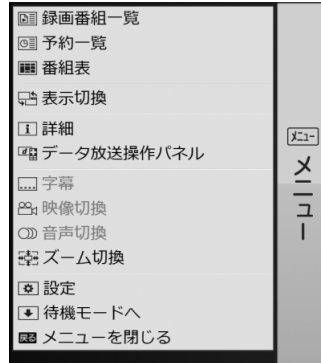 録画番組一覧
予約一覧
番組表
表示切換
i 詳細
d データ放送操作パネル
字幕
映像切換
音声切換
ズーム切換
設定
待機モードへ
戻る メニューを閉じる
メニュー
メニュー